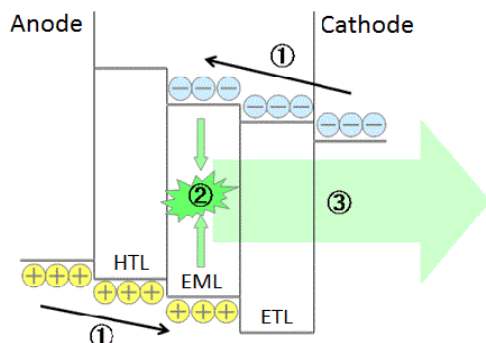 Anode
Cathode
①
②
③
HTL
EML
ETL
①